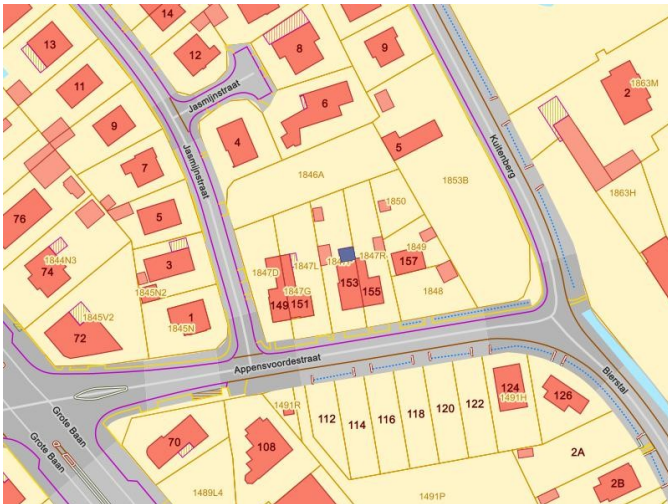 14
13
12
8
9
1863M
2
11
Jasmijnstraat
6
9
4
5
Kuitenberg
Jasmijnstraat
7
1846A
1853B
1863H
76
5
1850
1849
1844N3
3
1847D
1847L
1847R
157
74
1845N2
1847G
1848
149
151
153
155
1845V2
1
1845N
72
Appensvoordestraat
Bierstal
124
1491H
126
1491R
112
114
116
118
120
122
Grote Baan
70
108
2A
Grote Baan
1489L4
1491P
2B